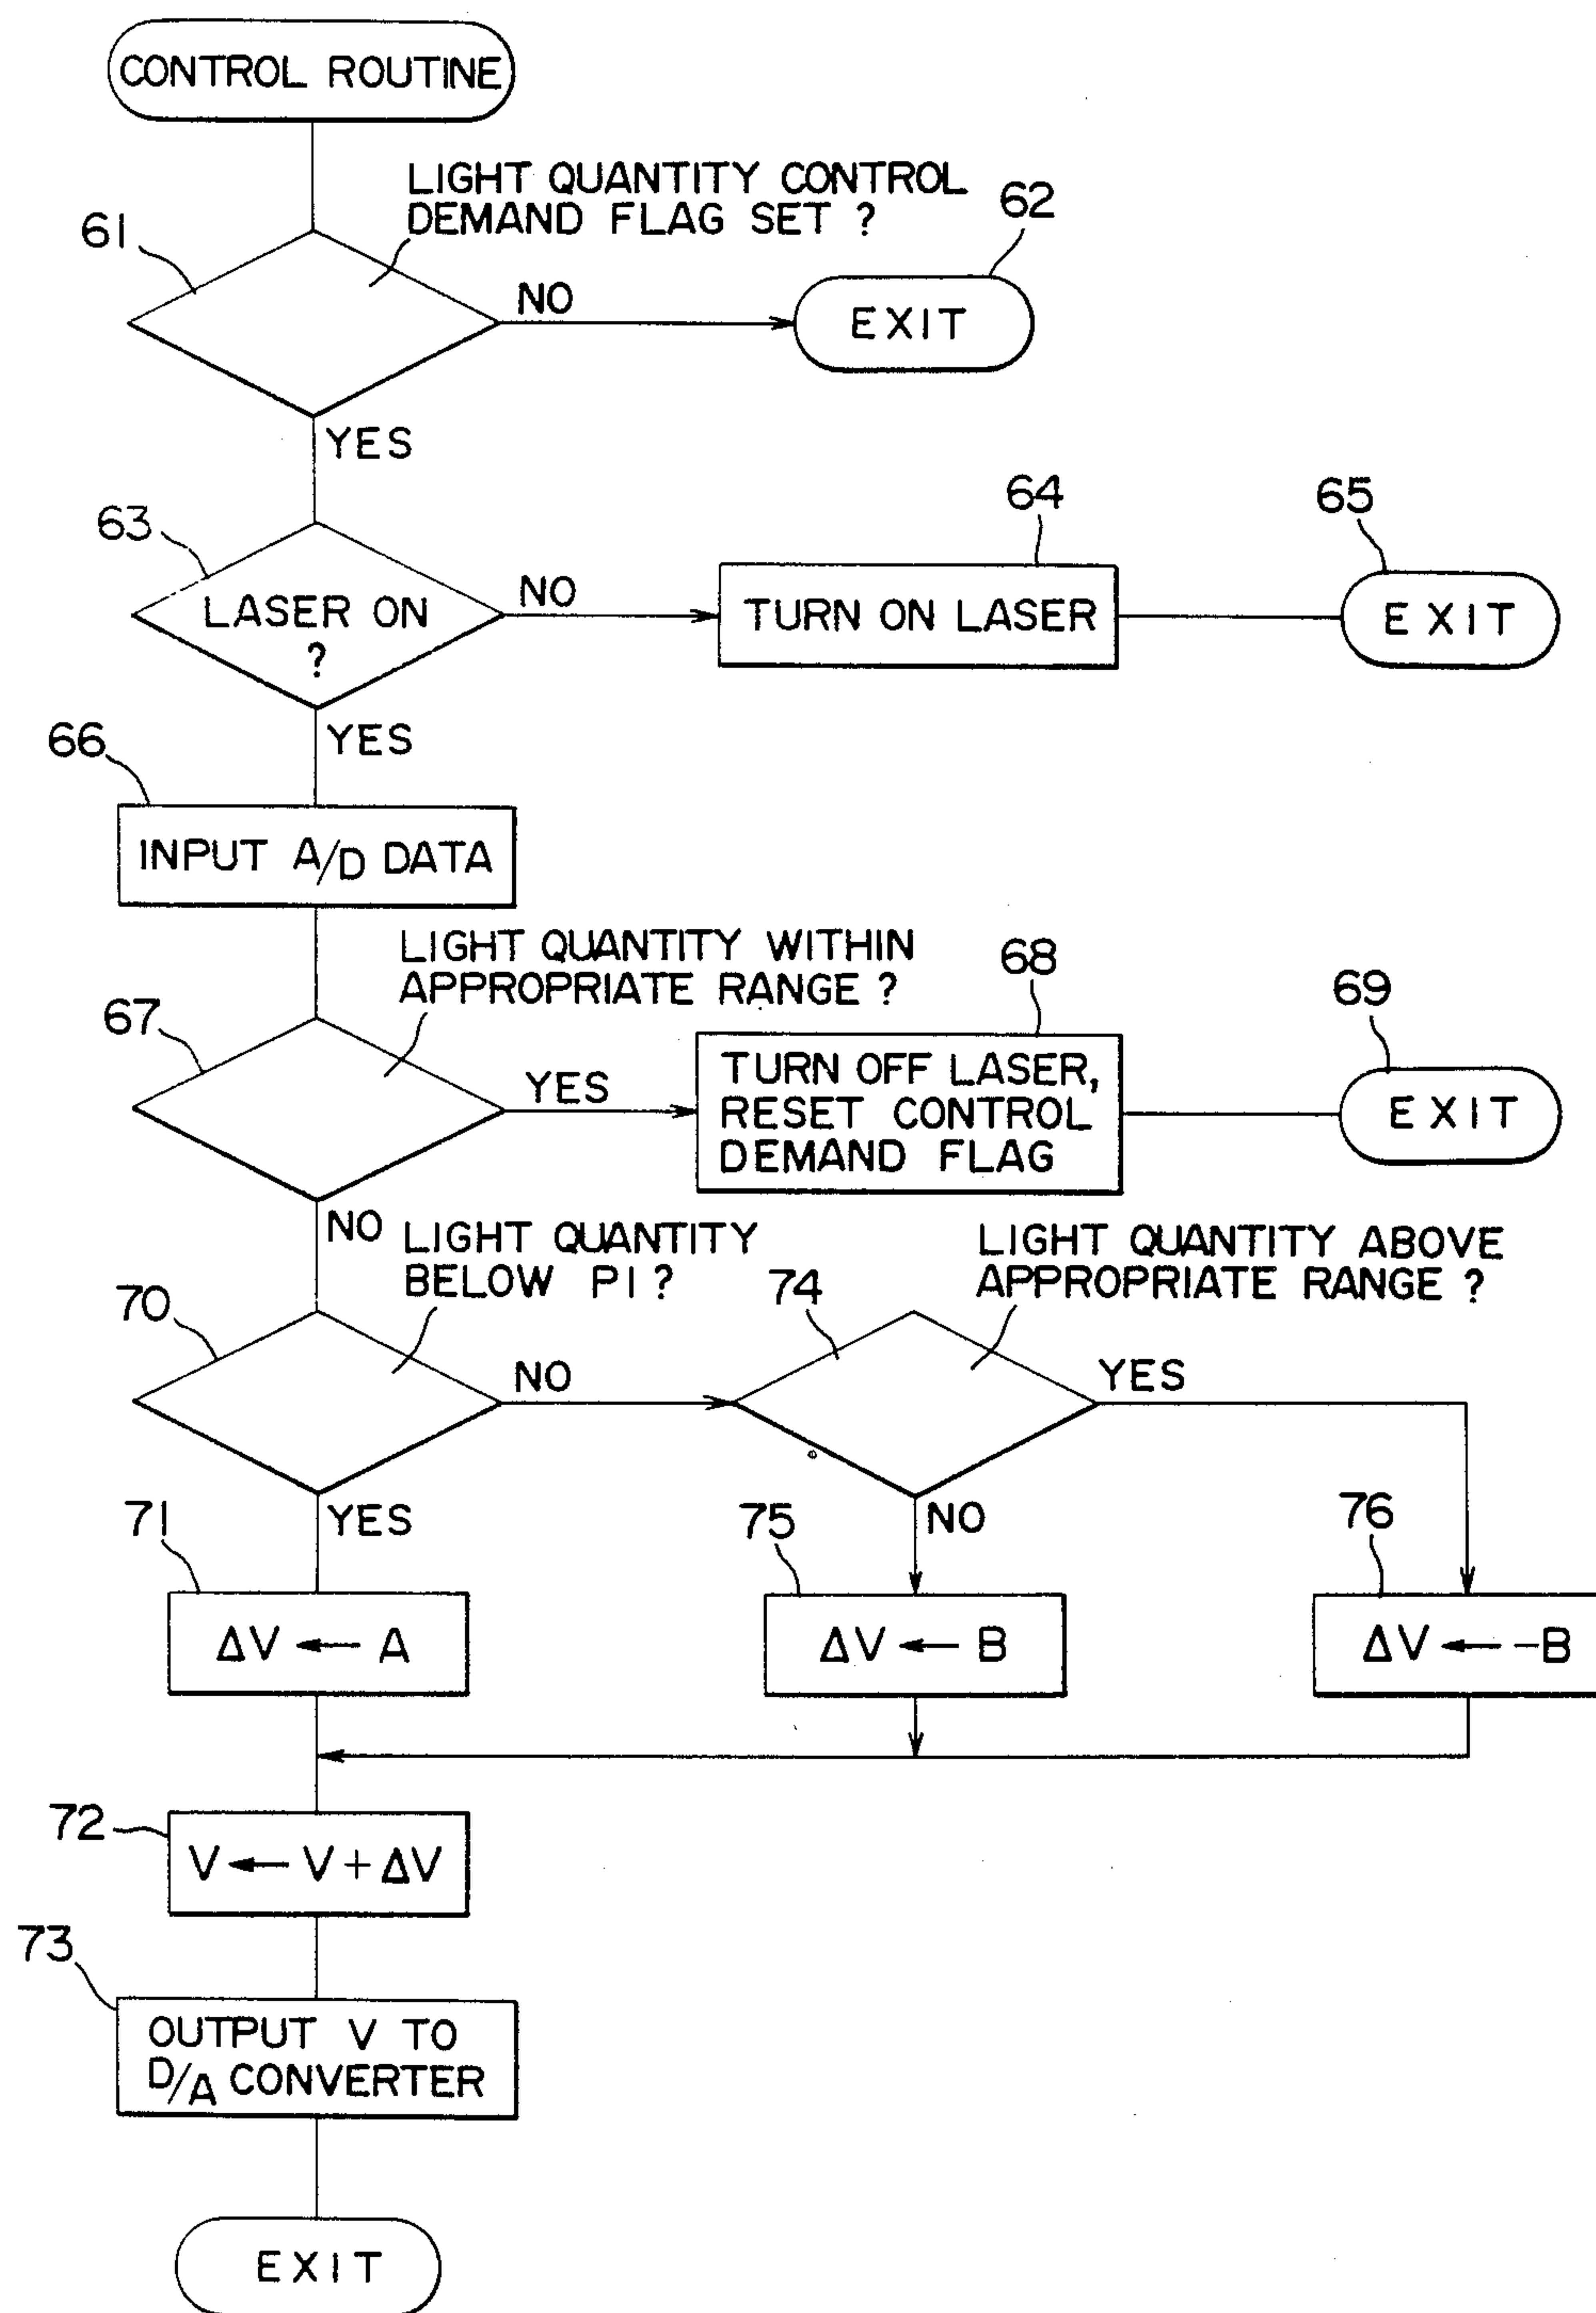 CONTROL ROUTINE
LIGHT QUANTITY CONTROL
DEMAND FLAG SET ?
61
62
NO
EXIT
YES
63
LASER ON
?
NO
64
TURN ON LASER
65
EXIT
YES
66
INPUT A/D DATA
LIGHT QUANTITY WITHIN
APPROPRIATE RANGE ?
67
YES
68
TURN OFF LASER,
RESET CONTROL
DEMAND FLAG
69
EXIT
NO
LIGHT QUANTITY
BELOW P1 ?
70
NO
74
LIGHT QUANTITY ABOVE
APPROPRIATE RANGE ?
YES
YES
71
ΔV ← A
NO
75
ΔV ← B
76
ΔV ← -B
72
V ← V + ΔV
73
OUTPUT V TO
D/A CONVERTER
EXIT